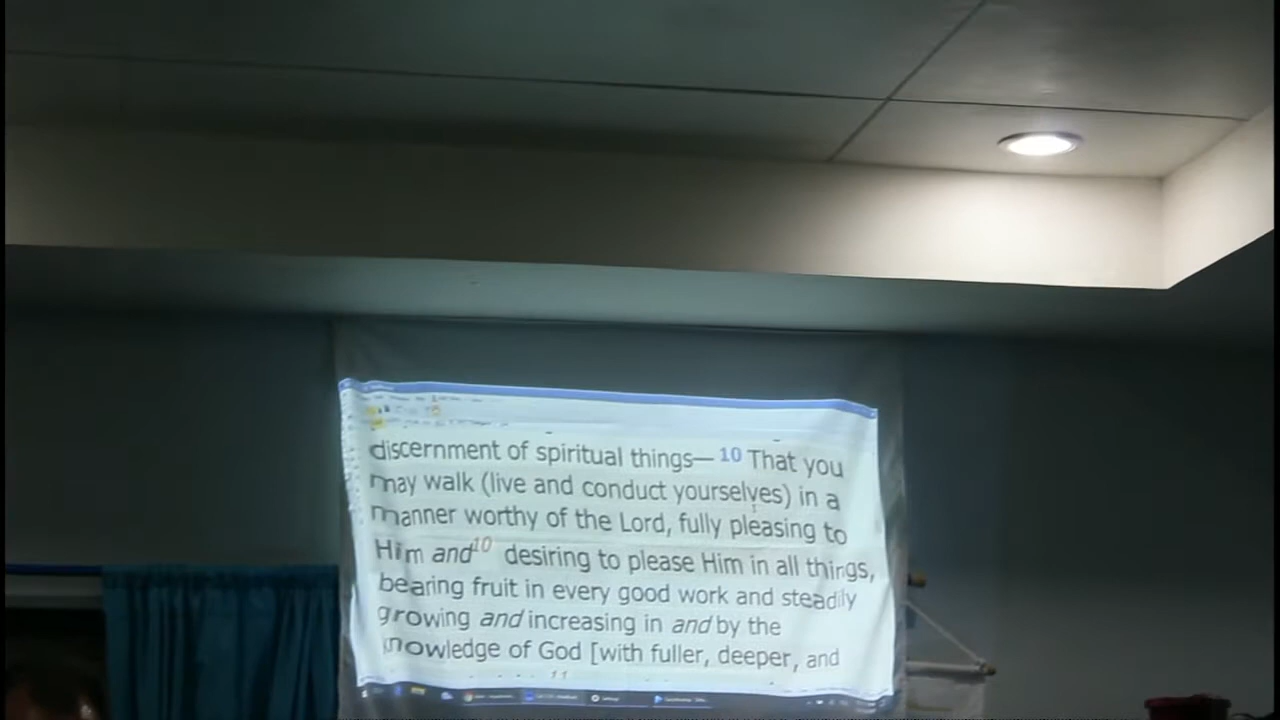 discernment of spiritual things— 10 That you
may walk (live and conduct yourselves) in a
manner worthy of the Lord, fully pleasing to
Him and10 desiring to please Him in all things,
bearing fruit in every good work and steadily
growing and increasing in and by the
knowledge of God [with fuller, deeper, and
11